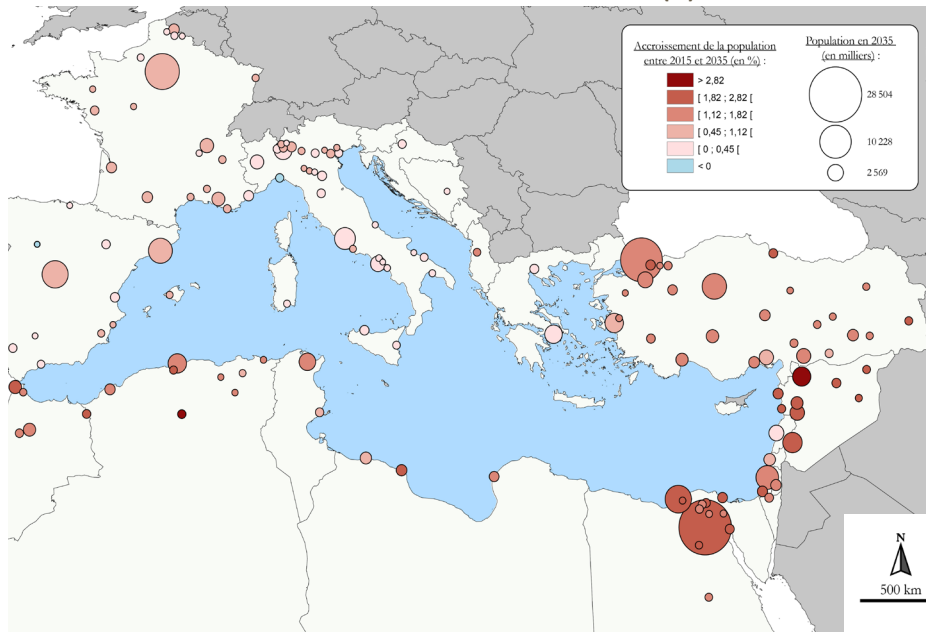 Accroissement de la population
entre 2015 et 2035 (en %) :
> 2,82
[ 1,82 ; 2,82 [
[ 1,12 ; 1,82 [
[ 0,45 ; 1,12 [
[ 0 ; 0,45 [
< 0
Population en 2035
(en milliers) :
28 504
10 228
2 569
N
500 km